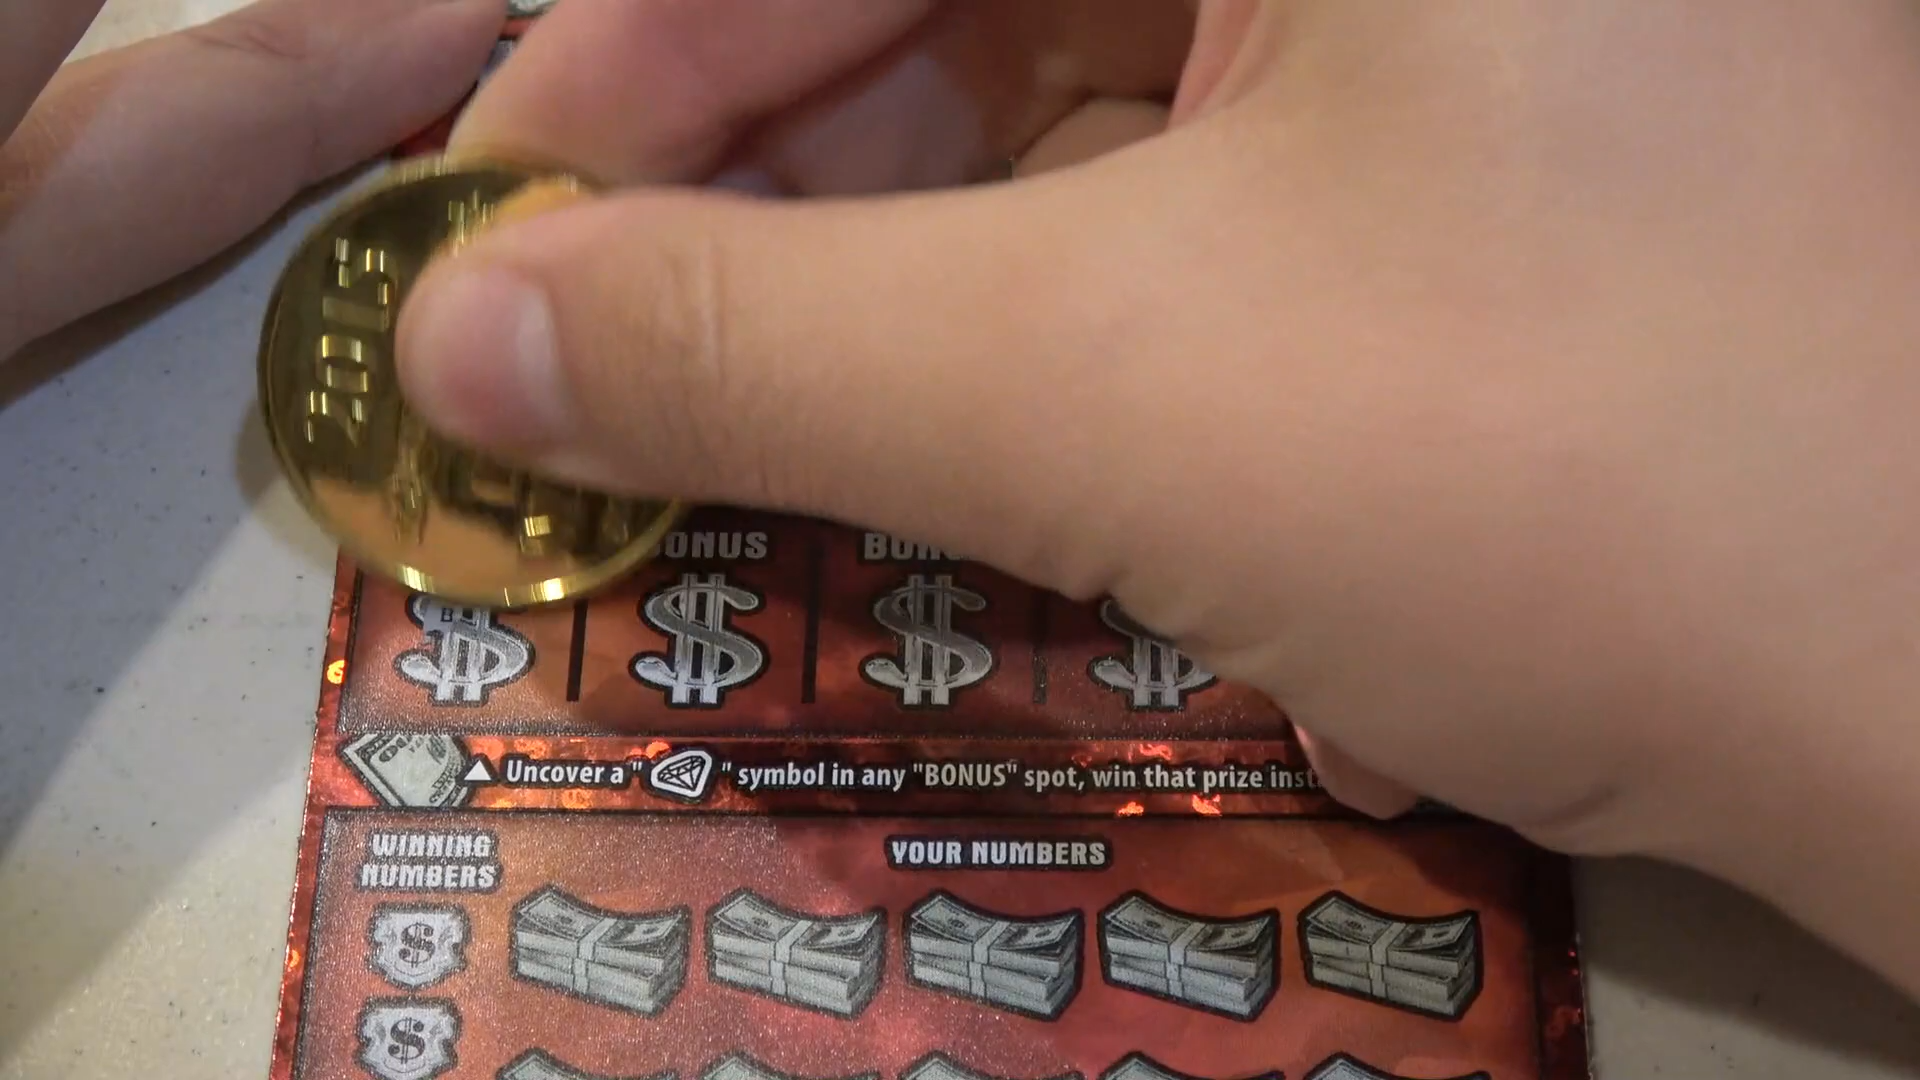 2015
BONUS
▲ Uncover a " " symbol in any "BONUS" spot, win that prize inst
WINNING
NUMBERS
YOUR NUMBERS